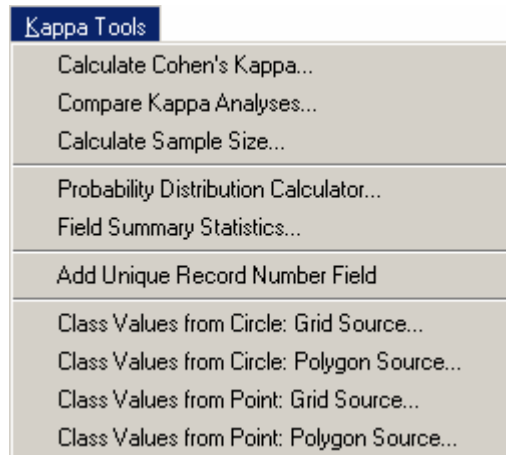 Kappa Tools
Calculate Cohen's Kappa...
Compare Kappa Analyses...
Calculate Sample Size...
Probability Distribution Calculator...
Field Summary Statistics...
Add Unique Record Number Field
Class Values from Circle: Grid Source...
Class Values from Circle: Polygon Source...
Class Values from Point: Grid Source...
Class Values from Point: Polygon Source...